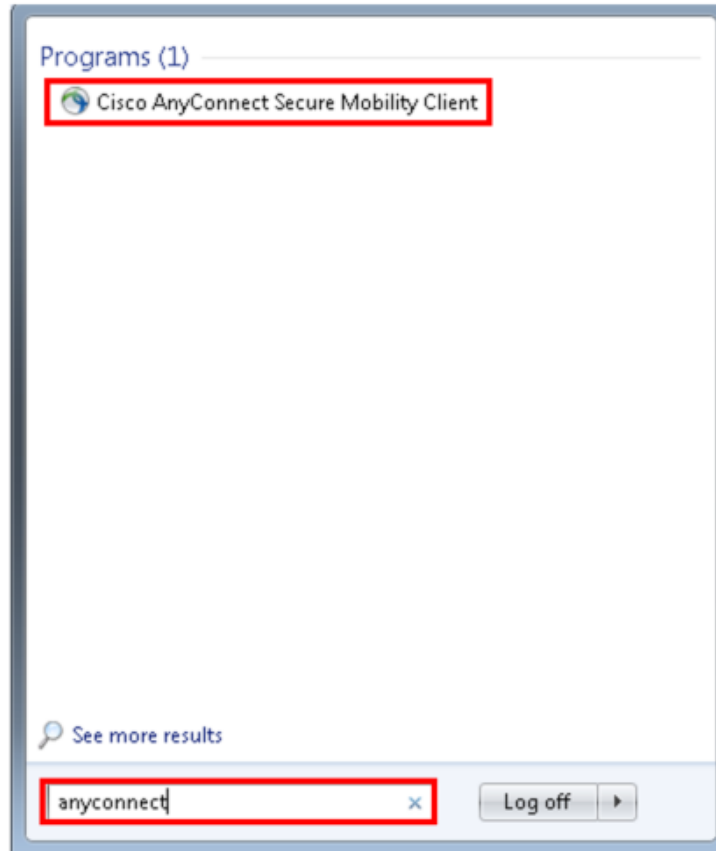 Programs (1)
Cisco AnyConnect Secure Mobility Client
See more results
anyconnect
Log off